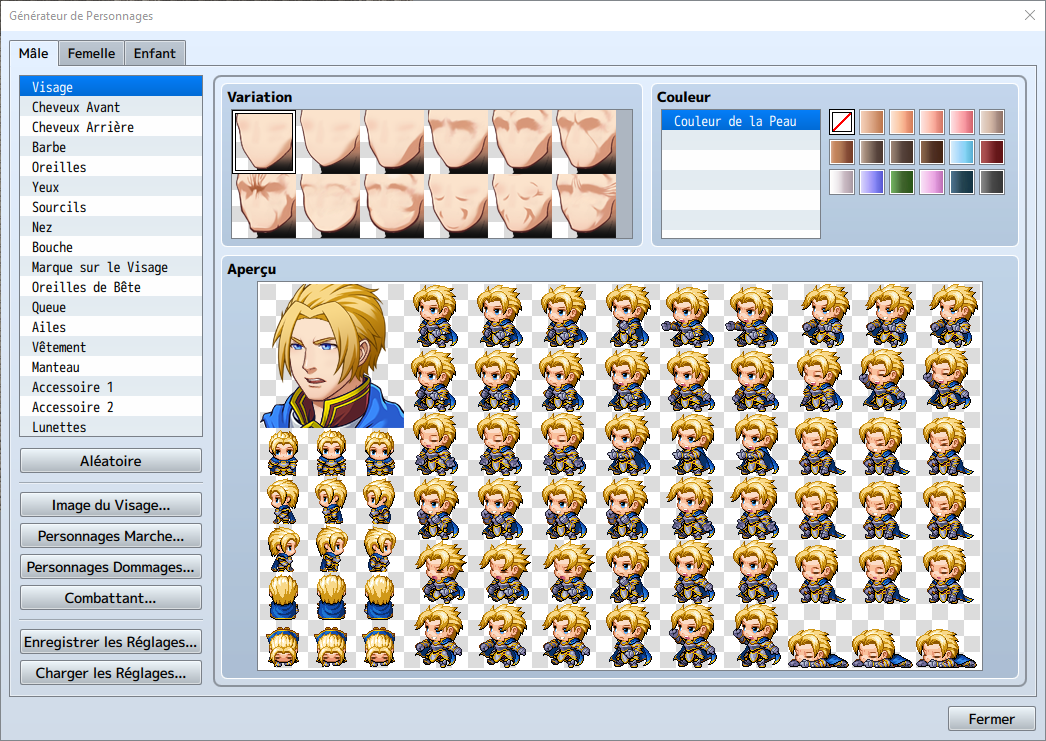 Générateur de Personnages
Mâle
Femelle
Enfant
Visage
Cheveux Avant
Cheveux Arrière
Barbe
Oreilles
Yeux
Sourcils
Nez
Bouche
Marque sur le Visage
Oreilles de Bête
Queue
Ailes
Vêtement
Manteau
Accessoire 1
Accessoire 2
Lunettes
Aléatoire
Image du Visage...
Personnages Marche...
Personnages Dommages...
Combattant...
Enregistrer les Réglages...
Charger les Réglages...
Variation
Couleur
Couleur de la Peau
Aperçu
Fermer